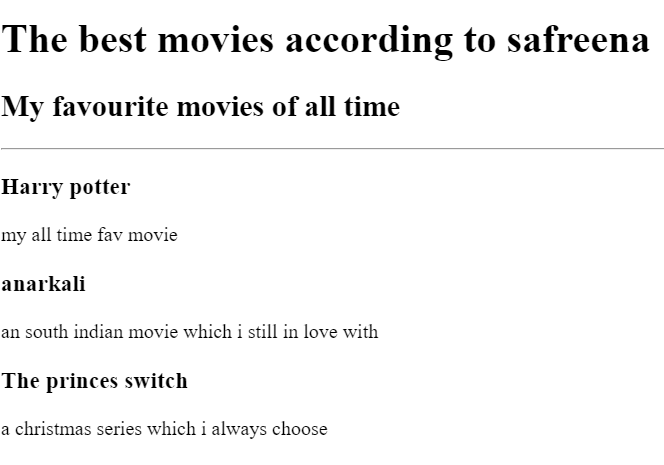 The best movies according to safreena
My favourite movies of all time
Harry potter
my all time fav movie
anarkali
an south indian movie which i still in love with
The princes switch
a christmas series which i always choose